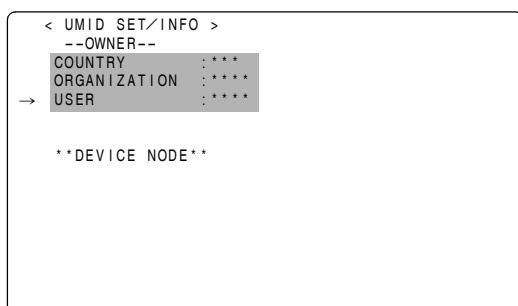 < UMID SET/INFO >
--OWNER--
COUNTRY :***
ORGANIZATION :****
→ USER :****
**DEVICE NODE**